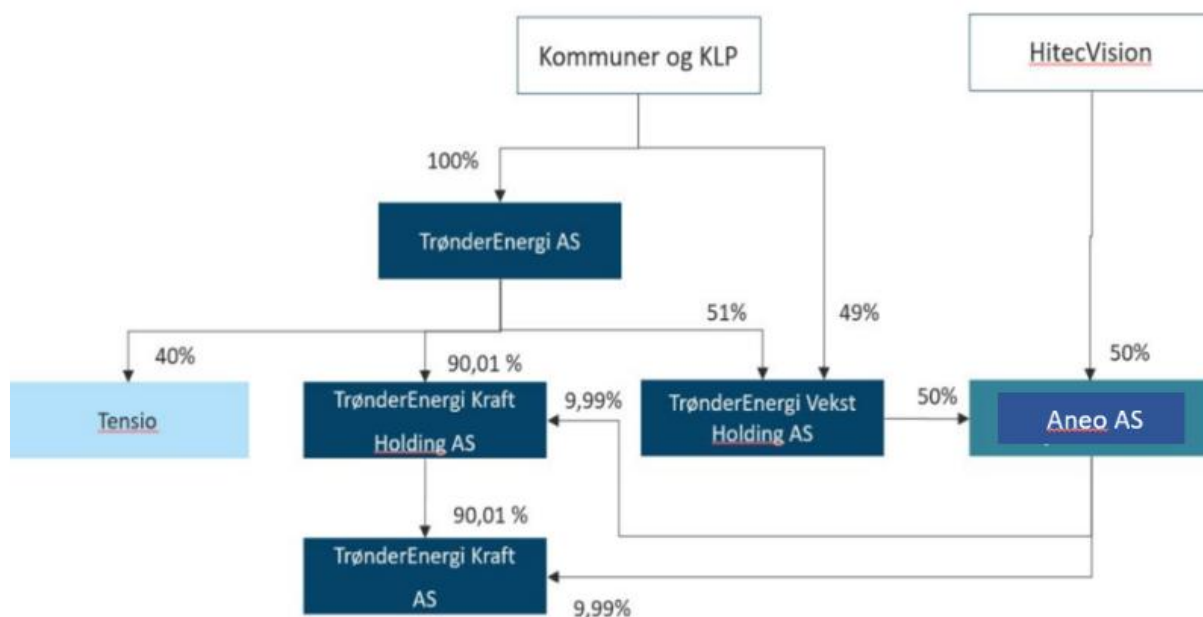 Kommuner og KLP
HitecVision
100%
TrønderEnergi AS
51%
49%
40%
90,01 %
50%
Tensio
TrønderEnergi Kraft
Holding AS
9,99%
TrønderEnergi Vekst
Holding AS
50%
Aneo AS
90,01 %
TrønderEnergi Kraft
AS
9,99%